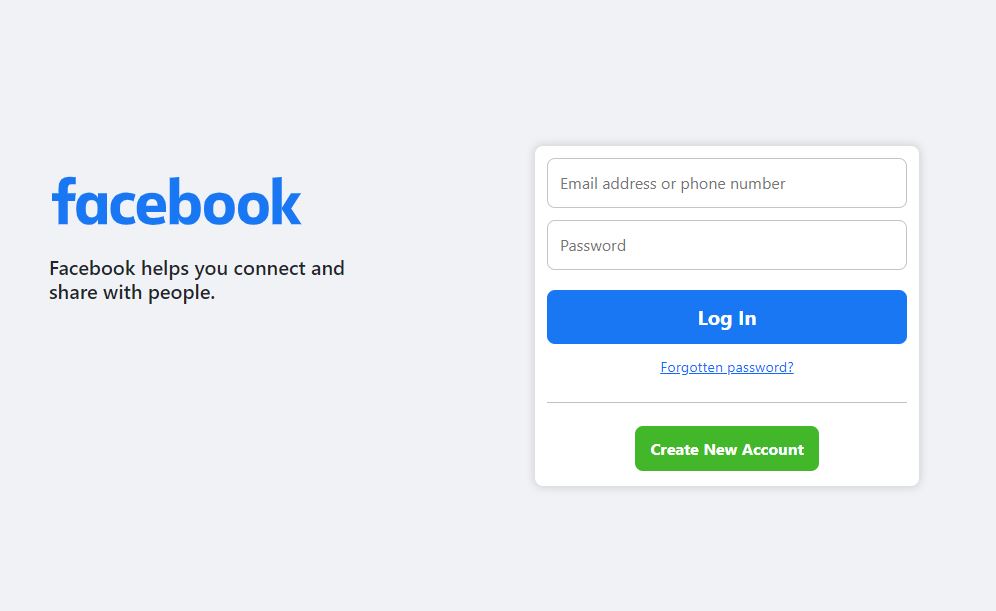 facebook
Facebook helps you connect and
share with people.
Email address or phone number
Password
Log In
Forgotten password?
Create New Account